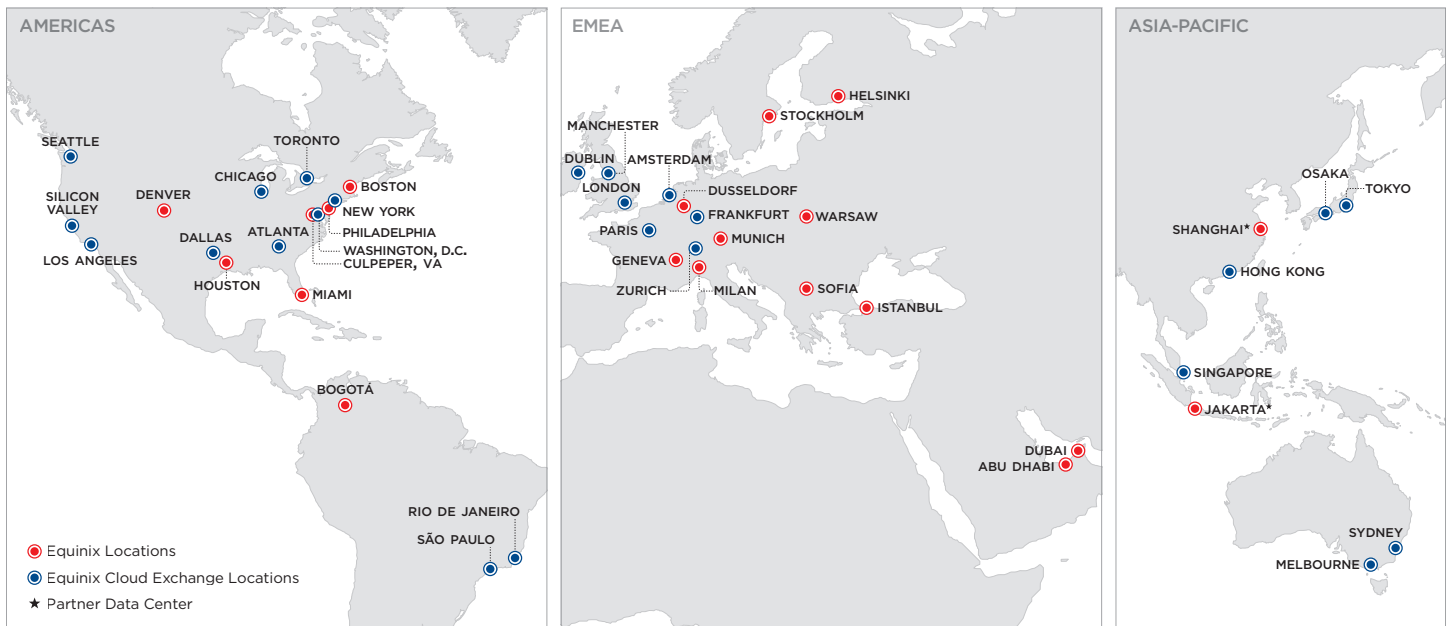 AMERICAS
SEATTLE
TORONTO
CHICAGO
BOSTON
DENVER
SILICON
VALLEY
NEW YORK
PHILADELPHIA
ATLANTA
DALLAS
WASHINGTON, D.C.
CULPEPER, VA
LOS ANGELES
HOUSTON
MIAMI
BOGOTÁ
RIO DE JANEIRO
SÃO PAULO
Equinix Locations
Equinix Cloud Exchange Locations
★ Partner Data Center
EMEA
HELSINKI
STOCKHOLM
MANCHESTER
DUBLIN
AMSTERDAM
LONDON
DUSSELDORF
FRANKFURT
WARSAW
PARIS
MUNICH
GENEVA
ZURICH
MILAN
SOFIA
ISTANBUL
DUBAI
ABU DHABI
ASIA-PACIFIC
OSAKA
TOKYO
SHANGHAI★
HONG KONG
SINGAPORE
JAKARTA★
SYDNEY
MELBOURNE